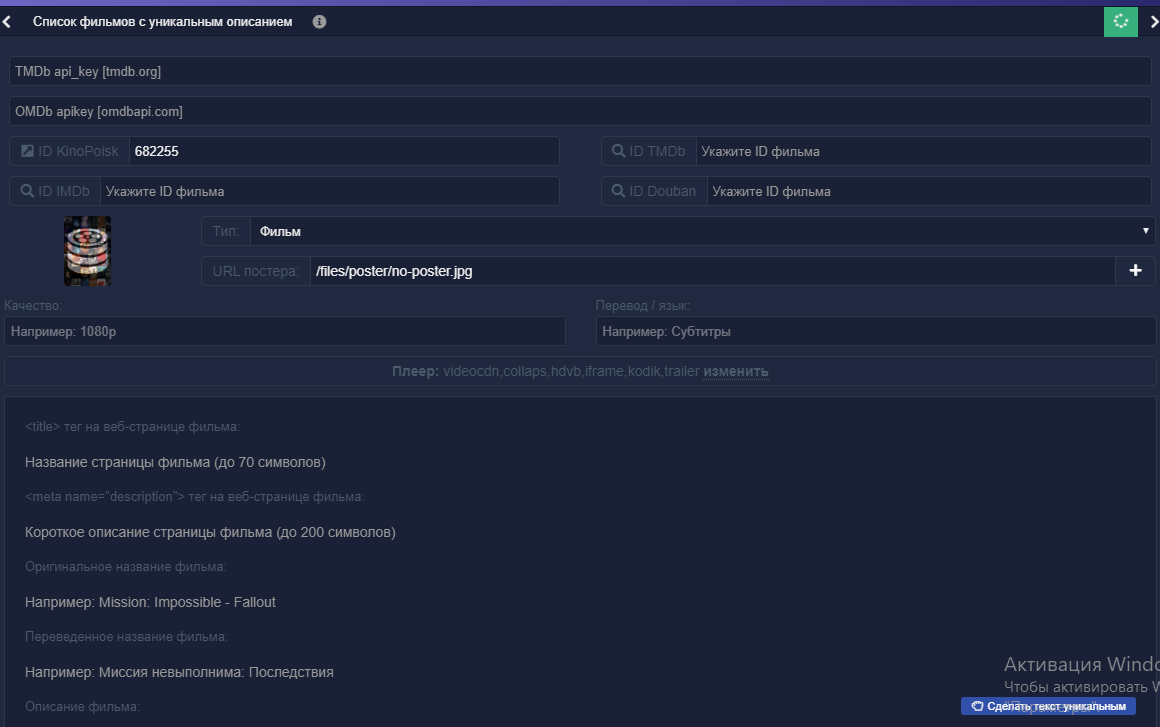 Список фильмов с уникальным описанием
TMDb api_key [tmdb.org]
OMDb apikey [omdbapi.com]
ID KinoPoisk 682255
ID TMDb Укажите ID фильма
ID IMDb Укажите ID фильма
ID Douban Укажите ID фильма
Тип: Фильм
URL постера: /files/poster/no-poster.jpg
Качество:
Например: 1080p
Перевод / язык:
Например: Субтитры
Плеер: videocdn,collaps,hdvb,iframe,kodik,trailer изменить
<title> тег на веб-странице фильма:
Название страницы фильма (до 70 символов)
<meta name="description"> тег на веб-странице фильма:
Короткое описание страницы фильма (до 200 символов)
Оригинальное название фильма:
Например: Mission: Impossible - Fallout
Переведенное название фильма:
Например: Миссия невыполнима: Последствия
Описание фильма:
Активация Windo
Чтобы активировать W
Сделать текст уникальным